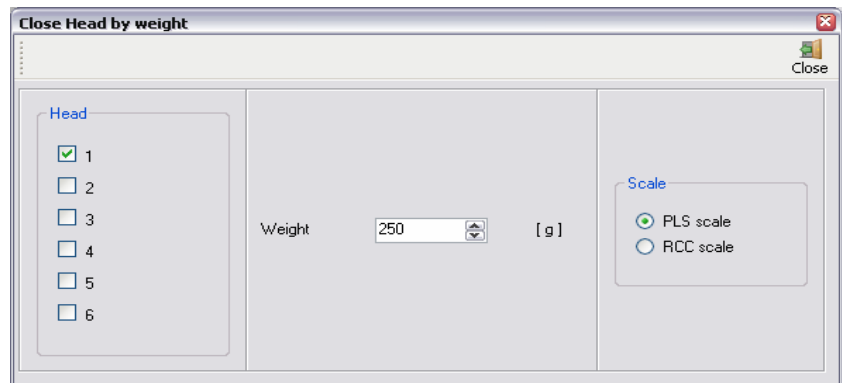 Close Head by weight
Close
Head
1
2
3
4
5
6
Weight 250 [ g ]
Scale
PLS scale
RCC scale